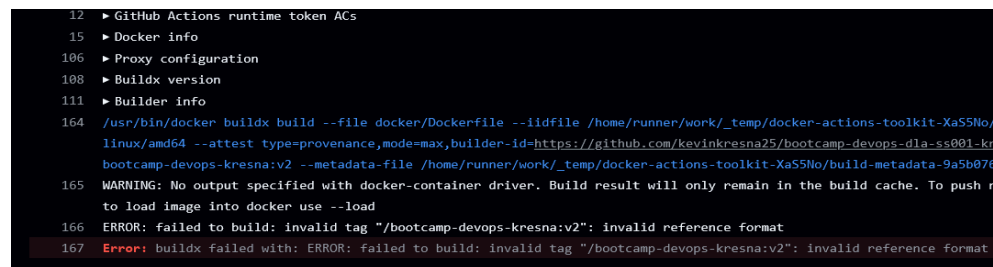 12 ▸ GitHub Actions runtime token ACs
15 ▸ Docker info
106 ▸ Proxy configuration
108 ▸ Buildx version
111 ▸ Builder info
164 /usr/bin/docker buildx build --file docker/Dockerfile --iidfile /home/runner/work/_temp/docker-actions-toolkit-XaS5No/
linux/amd64 --attest type=provenance,mode=max,builder-id=https://github.com/kevinkresna25/bootcamp-devops-dla-ss001-kr
bootcamp-devops-kresna:v2 --metadata-file /home/runner/work/_temp/docker-actions-toolkit-XaS5No/build-metadata-9a5b076
165 WARNING: No output specified with docker-container driver. Build result will only remain in the build cache. To push
to load image into docker use --load
166 ERROR: failed to build: invalid tag "/bootcamp-devops-kresna:v2": invalid reference format
167 Error: buildx failed with: ERROR: failed to build: invalid tag "/bootcamp-devops-kresna:v2": invalid reference format